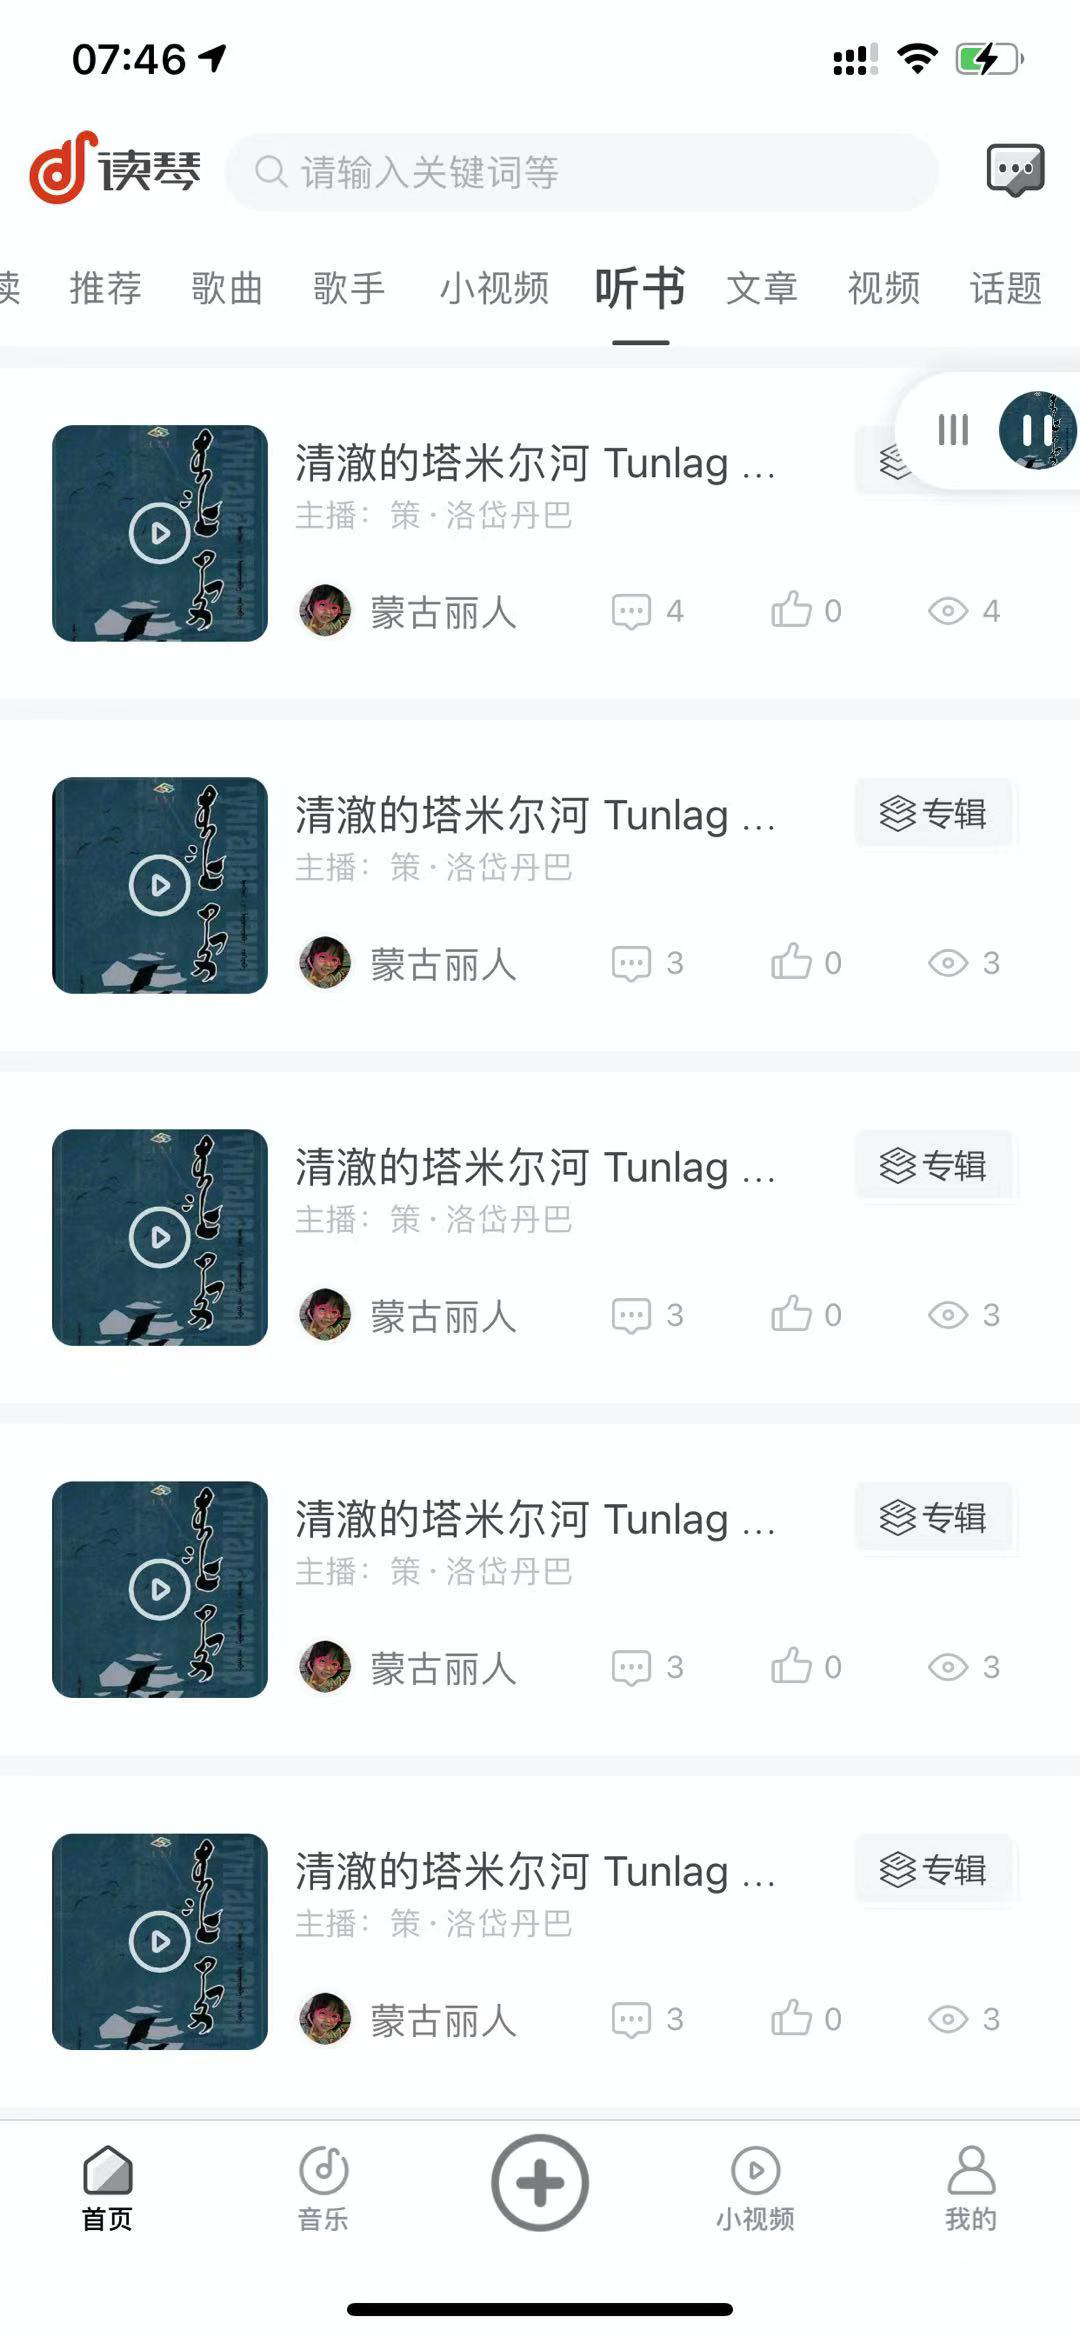 07:46
读琴
请输入关键词等
读 推荐 歌曲 歌手 小视频 听书 文章 视频 话题
清澈的塔米尔河 Tunlag ...
主播：策·洛岱丹巴
蒙古丽人 4 0 4
清澈的塔米尔河 Tunlag ...
专辑
主播：策·洛岱丹巴
蒙古丽人 3 0 3
清澈的塔米尔河 Tunlag ...
专辑
主播：策·洛岱丹巴
蒙古丽人 3 0 3
清澈的塔米尔河 Tunlag ...
专辑
主播：策·洛岱丹巴
蒙古丽人 3 0 3
清澈的塔米尔河 Tunlag ...
专辑
主播：策·洛岱丹巴
蒙古丽人 3 0 3
首页 音乐 小视频 我的